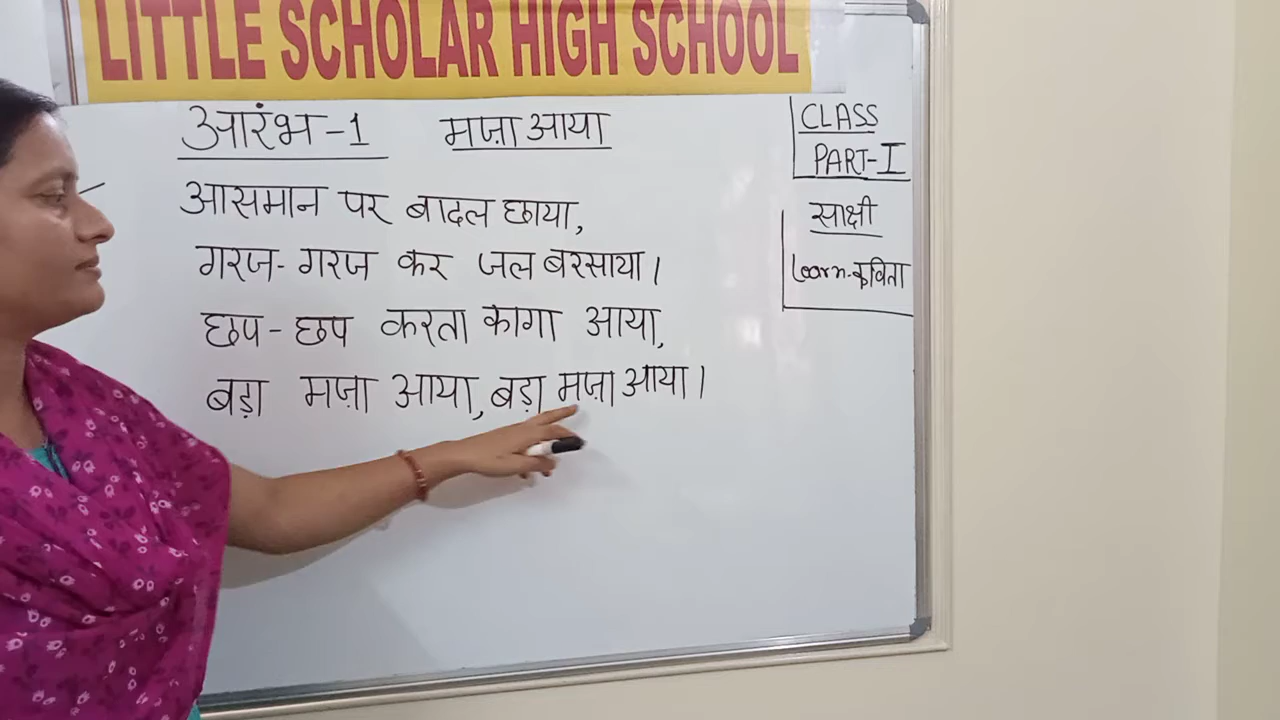 LITTLE SCHOLAR HIGH SCHOOL
आरंभ-1 मज़ा आया
आसमान पर बादल छाया,
गरज-गरज कर जल बरसाया।
छप-छप करता कागा आया,
बड़ा मज़ा आया, बड़ा मज़ा आया।
CLASS
PART-I
साक्षी
Learn-कविता